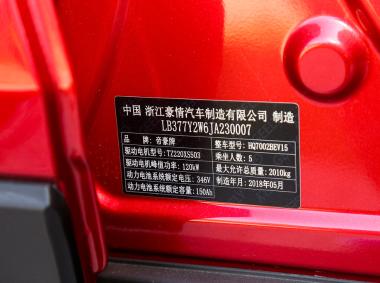 中国 浙江豪情汽车制造有限公司 制造
LB377Y2W6JA230007
品牌：帝豪牌 整车型号：HQ7002BEV15
驱动电机型号：TZ220XS503 乘坐人数：5
驱动电机峰值功率：120kW 最大允许总质量：2010kg
动力电池系统额定电压：346V 制造年月：2018年05月
动力电池系统额定容量：150Ah